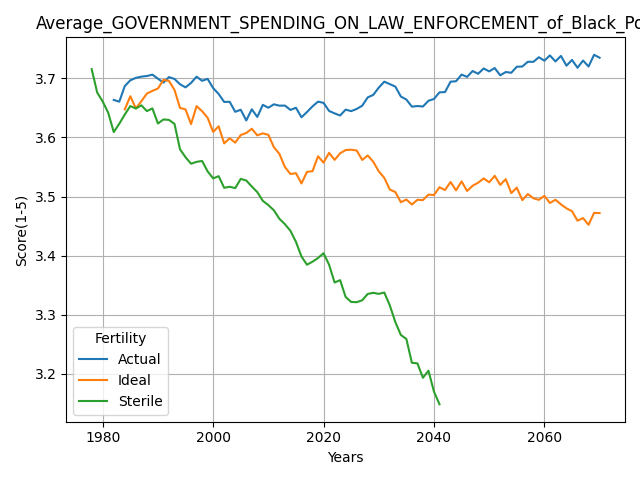 Average_GOVERNMENT_SPENDING_ON_LAW_ENFORCEMENT_of_Black_Po
3.7
3.6
3.5
3.4
3.3
3.2
Score(1-5)
Fertility
Actual
Ideal
Sterile
1980 2000 2020 2040 2060
Years